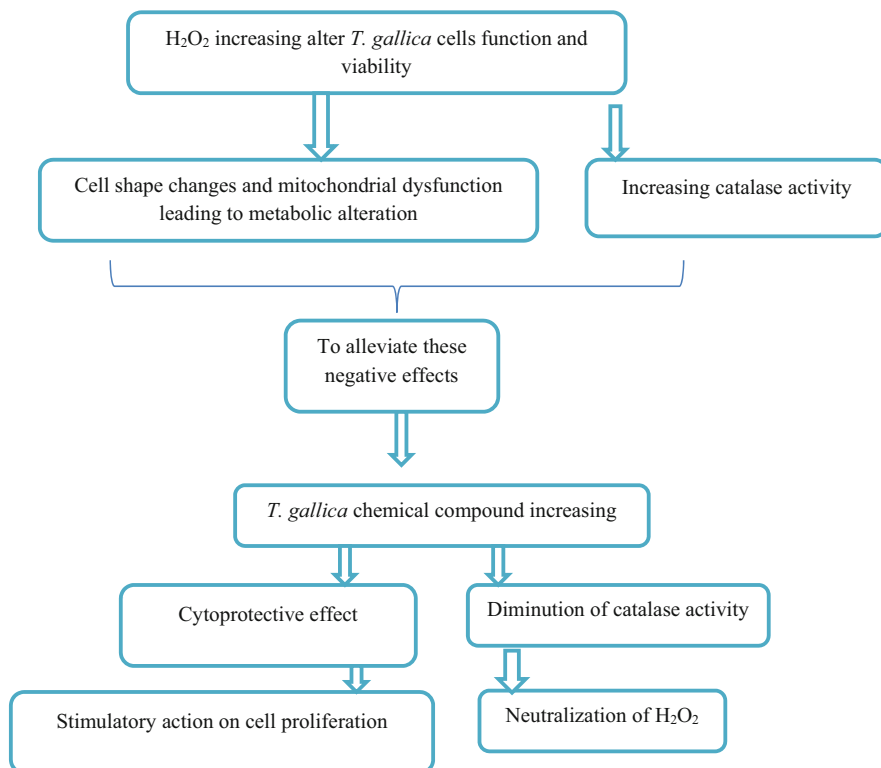 H₂O₂ increasing alter T. gallica cells function and
viability
Cell shape changes and mitochondrial dysfunction
leading to metabolic alteration
Increasing catalase activity
To alleviate these
negative effects
T. gallica chemical compound increasing
Cytoprotective effect
Diminution of catalase activity
Stimulatory action on cell proliferation
Neutralization of H₂O₂